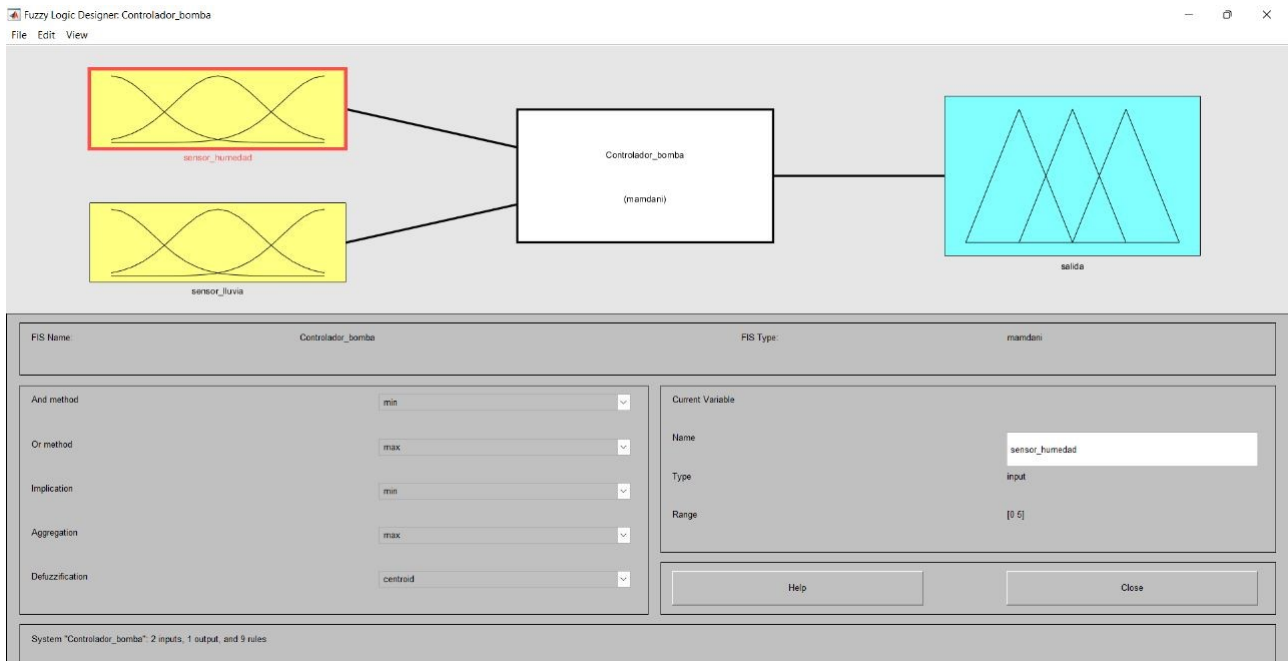 Fuzzy Logic Designer: Controlador_bomba
File Edit View
sensor_humedad
sensor_lluvia
Controlador_bomba
(mamdani)
salida
FIS Name: Controlador_bomba FIS Type: mamdani
And method min
Or method max
Implication min
Aggregation max
Defuzzification centroid
Current Variable
Name sensor_humedad
Type input
Range [0 5]
Help Close
System "Controlador_bomba": 2 inputs, 1 output, and 9 rules